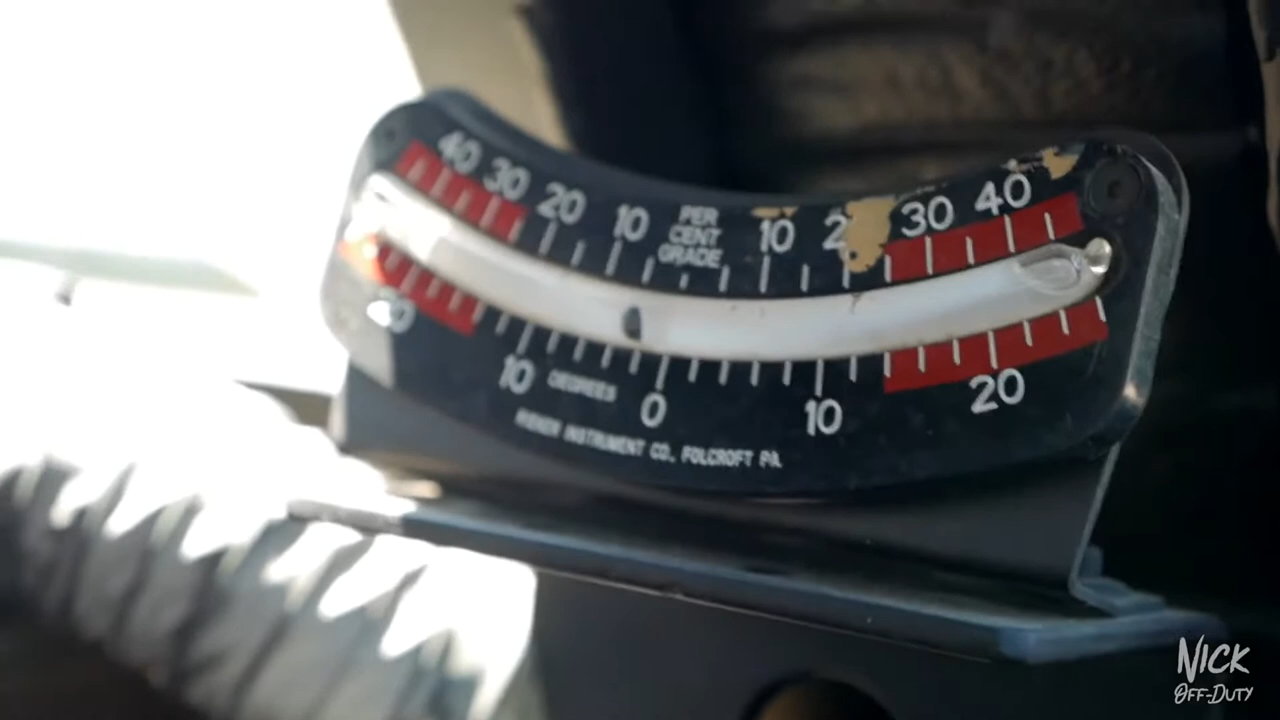 40 30 20 10 PER CENT GRADE 10 2 30 40
10 DEGREES 0 10 20
INSTRUMENT CO., FOLCROFT PA.
NICK
OFF-DUTY